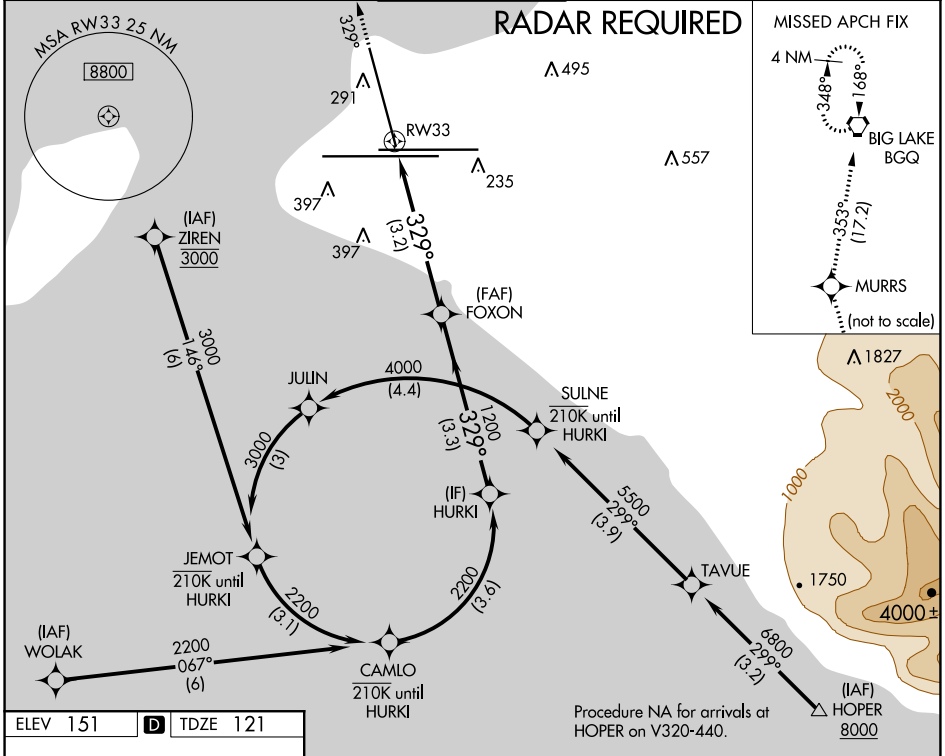 RADAR REQUIRED
MSA RW33 25 NM
8800
329°
291
495
RW33
557
235
397
397
MISSED APCH FIX
4 NM
348°
168°
BIG LAKE
BGQ
353°
(17.2)
MURRS
(not to scale)
(IAF)
ZIREN
3000
329°
(3.2)
(FAF)
FOXON
3000
146°
(6)
JULIN
4000
(4.4)
SULNE
210K until
HURKI
1827
2000
1000
1200
329°
(3.3)
3000
(3)
(IF)
HURKI
5500
299°
(3.9)
JEMOT
210K until
HURKI
TAVUE
1750
4000 ±
2200
(3.1)
2200
(3.6)
(IAF)
WOLAK
2200
067°
(6)
CAMLO
210K until
HURKI
6800
299°
(3.2)
(IAF)
HOPER
8000
Procedure NA for arrivals at
HOPER on V320-440.
ELEV 151 D TDZE 121